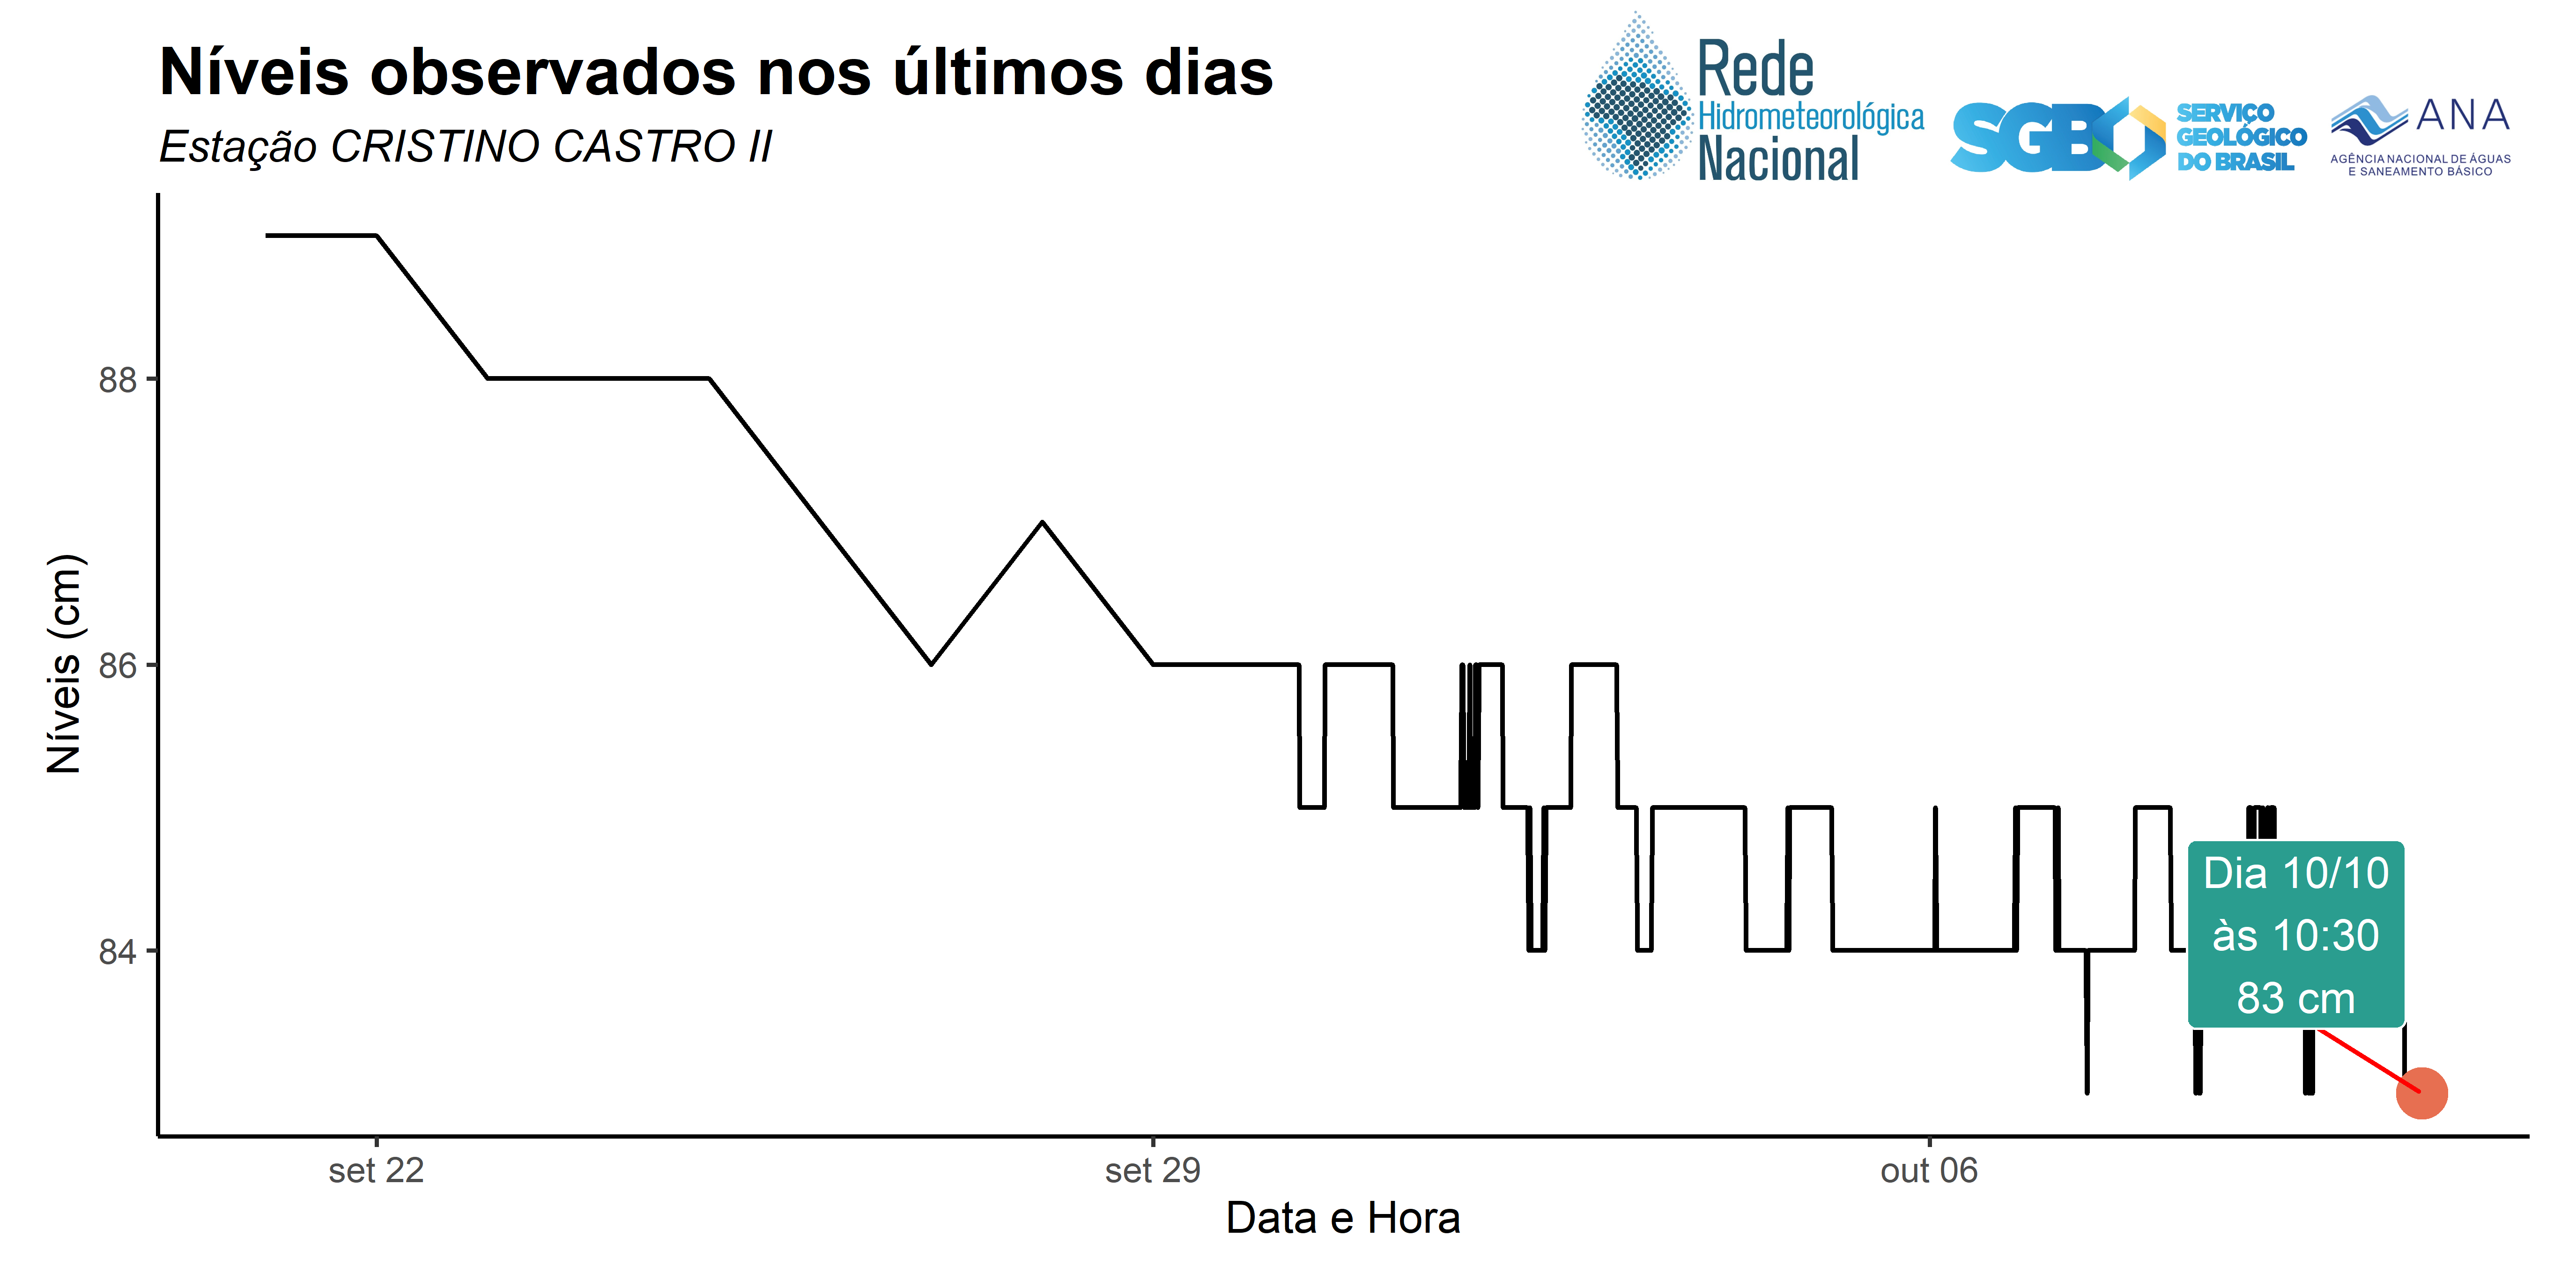 Níveis observados nos últimos dias
Estação CRISTINO CASTRO II
Rede
Hidrometeorológica
Nacional
SGB
SERVIÇO
GEOLÓGICO
DO BRASIL
ANA
AGÊNCIA NACIONAL DE ÁGUAS
E SANEAMENTO BÁSICO
Níveis (cm)
88
86
84
Dia 10/10
às 10:30
83 cm
set 22
set 29
out 06
Data e Hora